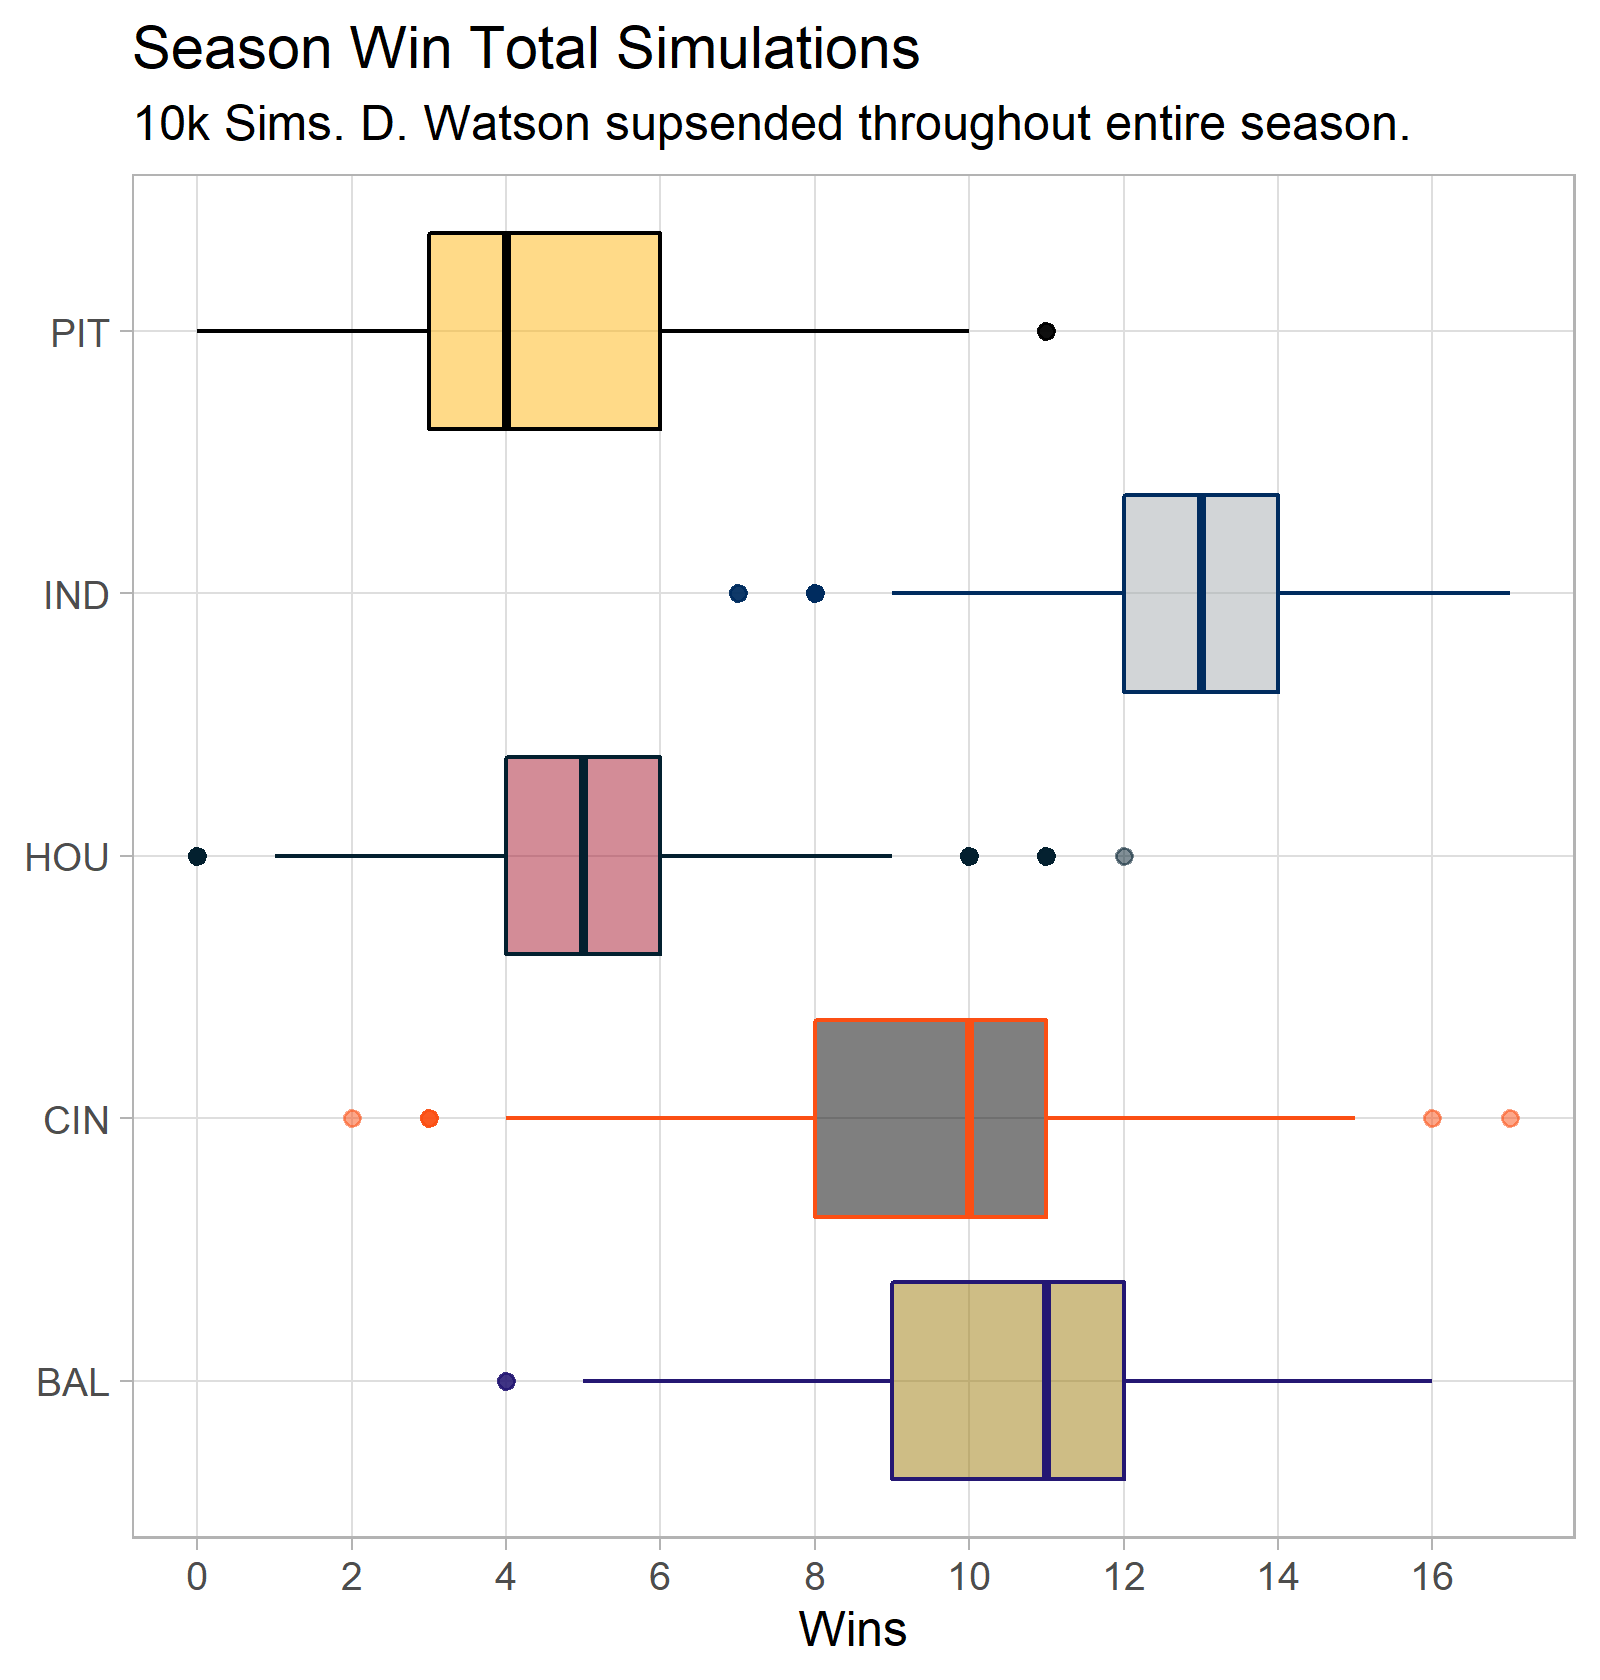 Season Win Total Simulations
10k Sims. D. Watson supsended throughout entire season.
PIT
IND
HOU
CIN
BAL
0 2 4 6 8 10 12 14 16
Wins